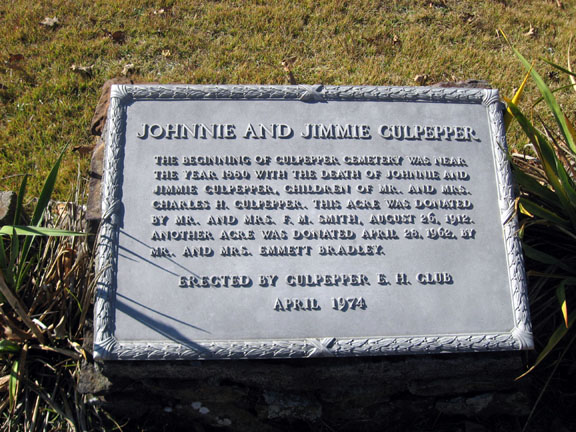 JOHNNIE AND JIMMIE CULPEPPER
THE BEGINNING OF CULPEPPER CEMETERY WAS NEAR
THE YEAR 1880 WITH THE DEATH OF JOHNNIE AND
JIMMIE CULPEPPER, CHILDREN OF MR. AND MRS.
CHARLES H. CULPEPPER. THIS ACRE WAS DONATED
BY MR. AND MRS. F. M. SMITH, AUGUST 26, 1912.
ANOTHER ACRE WAS DONATED APRIL 28, 1962, BY
MR. AND MRS. EMMETT BRADLEY.
ERECTED BY CULPEPPER E. H. CLUB
APRIL 1974